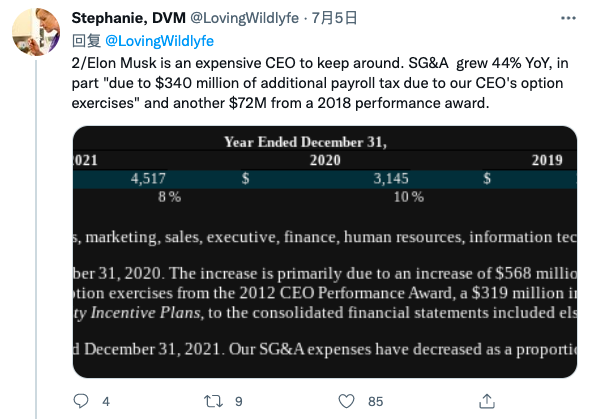 Stephanie, DVM @LovingWildlyfe · 7月5日
回复 @LovingWildlyfe
2/Elon Musk is an expensive CEO to keep around. SG&A grew 44% YoY, in
part "due to $340 million of additional payroll tax due to our CEO's option
exercises" and another $72M from a 2018 performance award.
Year Ended December 31,
021 2020 2019
4,517 $ 3,145 $
8 % 10 %
s, marketing, sales, executive, finance, human resources, information tec
ber 31, 2020. The increase is primarily due to an increase of $568 millio
ption exercises from the 2012 CEO Performance Award, a $319 million i
ty Incentive Plans, to the consolidated financial statements included els
d December 31, 2021. Our SG&A expenses have decreased as a proporti
4 9 85